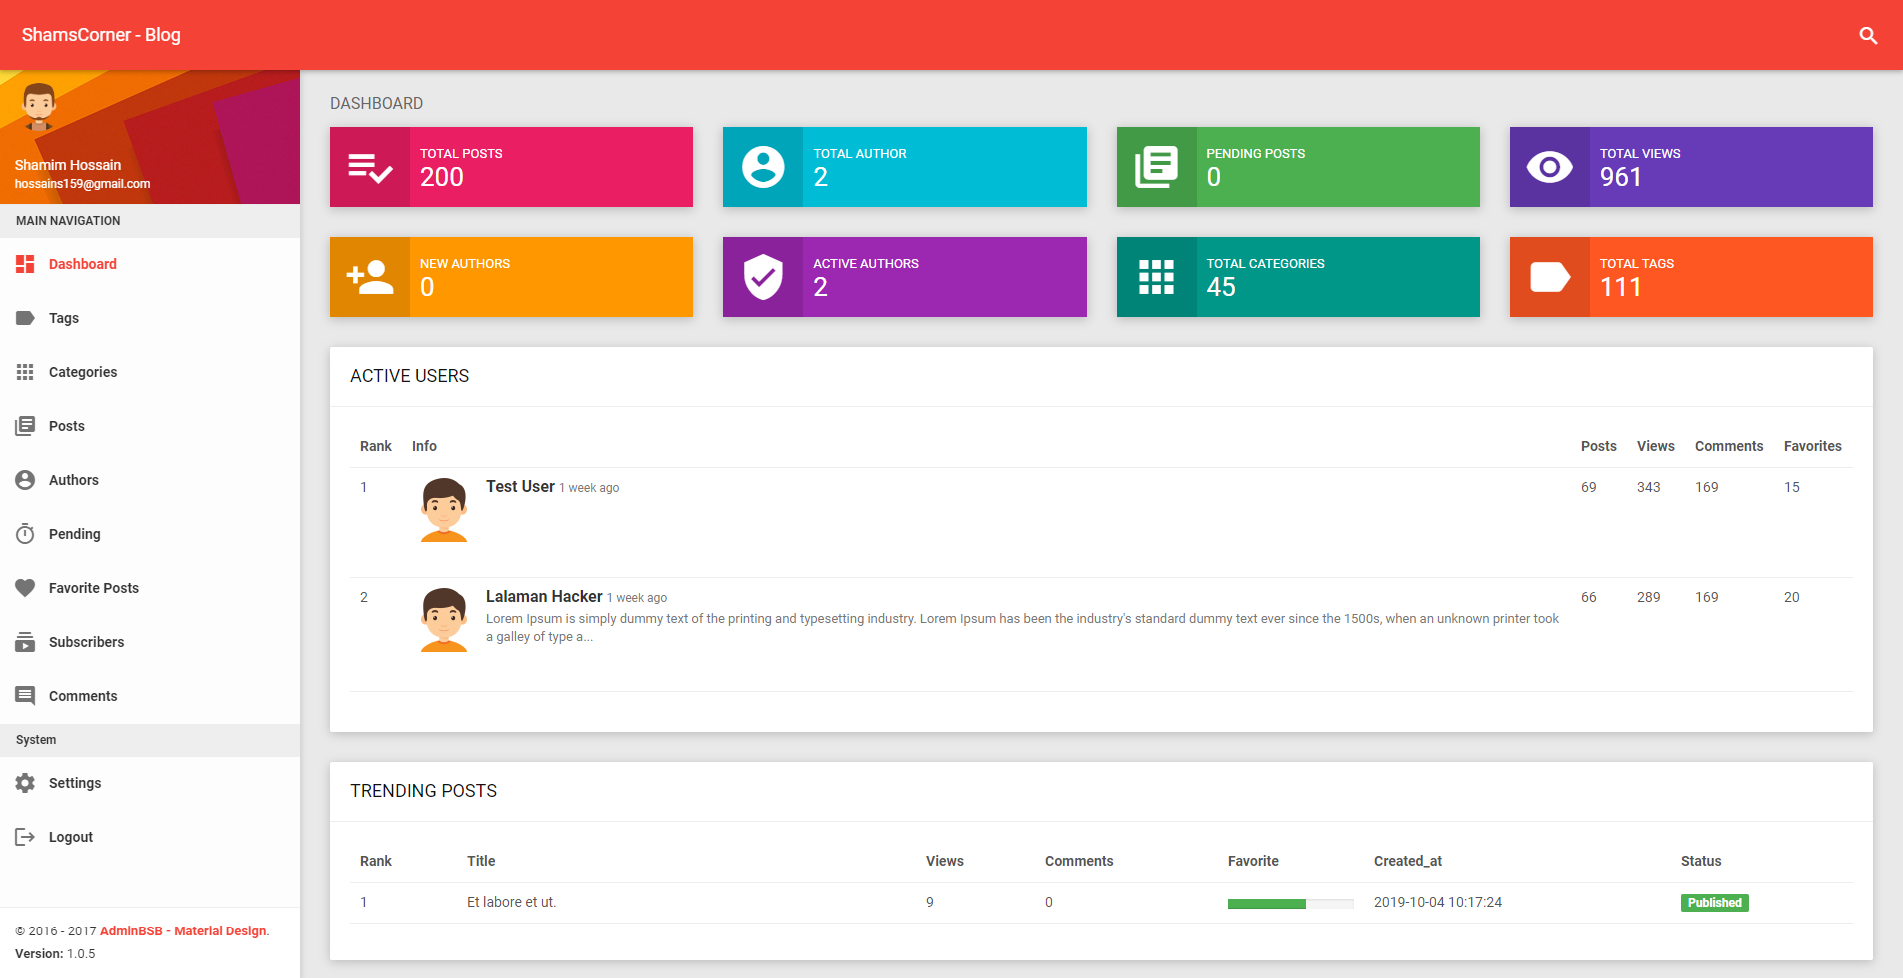 ShamsCorner - Blog
Shamim Hossain
hossains159@gmail.com
MAIN NAVIGATION
Dashboard
Tags
Categories
Posts
Authors
Pending
Favorite Posts
Subscribers
Comments
System
Settings
Logout
© 2016 - 2017 AdminBSB - Material Design.
Version: 1.0.5
DASHBOARD
TOTAL POSTS
200
TOTAL AUTHOR
2
PENDING POSTS
0
TOTAL VIEWS
961
NEW AUTHORS
0
ACTIVE AUTHORS
2
TOTAL CATEGORIES
45
TOTAL TAGS
111
ACTIVE USERS
Rank Info Posts Views Comments Favorites
1 Test User 1 week ago 69 343 169 15
2 Lalaman Hacker 1 week ago 66 289 169 20
Lorem Ipsum is simply dummy text of the printing and typesetting industry. Lorem Ipsum has been the industry's standard dummy text ever since the 1500s, when an unknown printer took
a galley of type a...
TRENDING POSTS
Rank Title Views Comments Favorite Created_at Status
1 Et labore et ut. 9 0 2019-10-04 10:17:24 Published